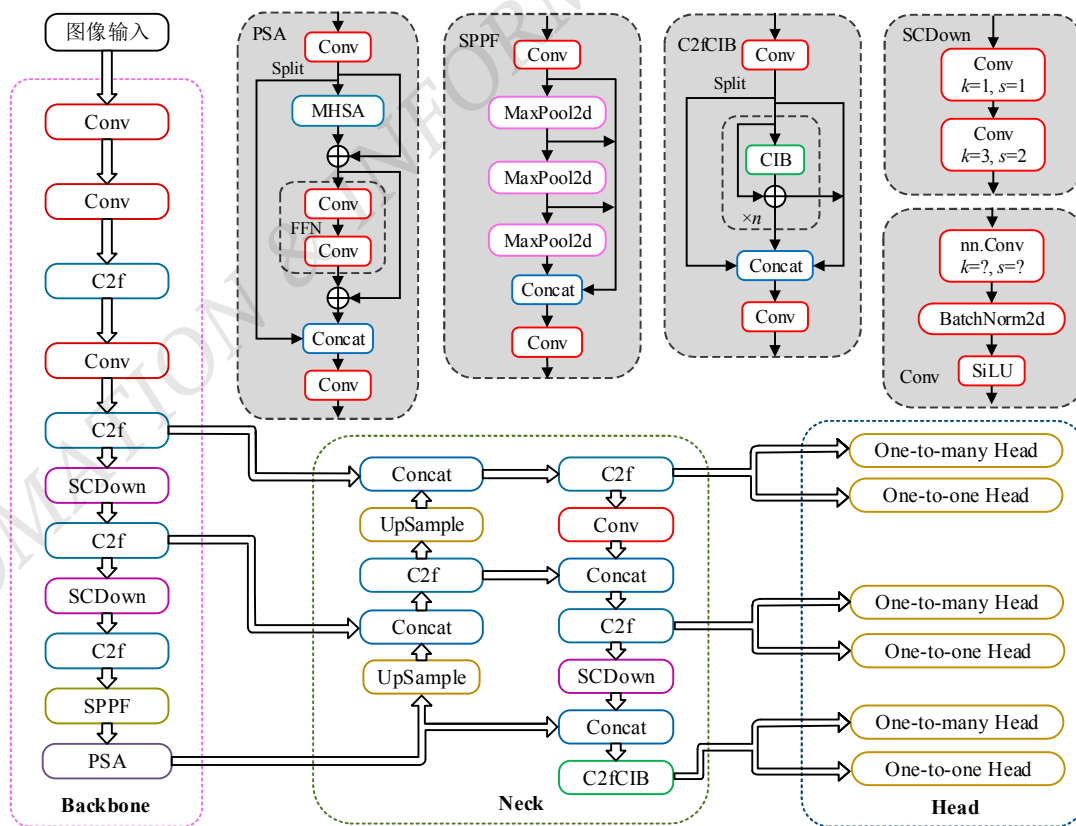 图像输入
Conv
Conv
C2f
Conv
C2f
SCDown
C2f
SCDown
C2f
SPPF
PSA
Backbone
PSA
Conv
Split
MHSA
FFN
Conv
Conv
Concat
Conv
SPPF
Conv
MaxPool2d
MaxPool2d
MaxPool2d
Concat
Conv
C2fCIB
Conv
Split
CIB
×n
Concat
Conv
SCDown
Conv
k=1, s=1
Conv
k=3, s=2
nn.Conv
k=?, s=?
BatchNorm2d
SiLU
Conv
Concat
UpSample
C2f
Concat
UpSample
C2f
Conv
Concat
C2f
SCDown
Concat
C2fCIB
Neck
One-to-many Head
One-to-one Head
One-to-many Head
One-to-one Head
One-to-many Head
One-to-one Head
Head
OMATION & INFORM